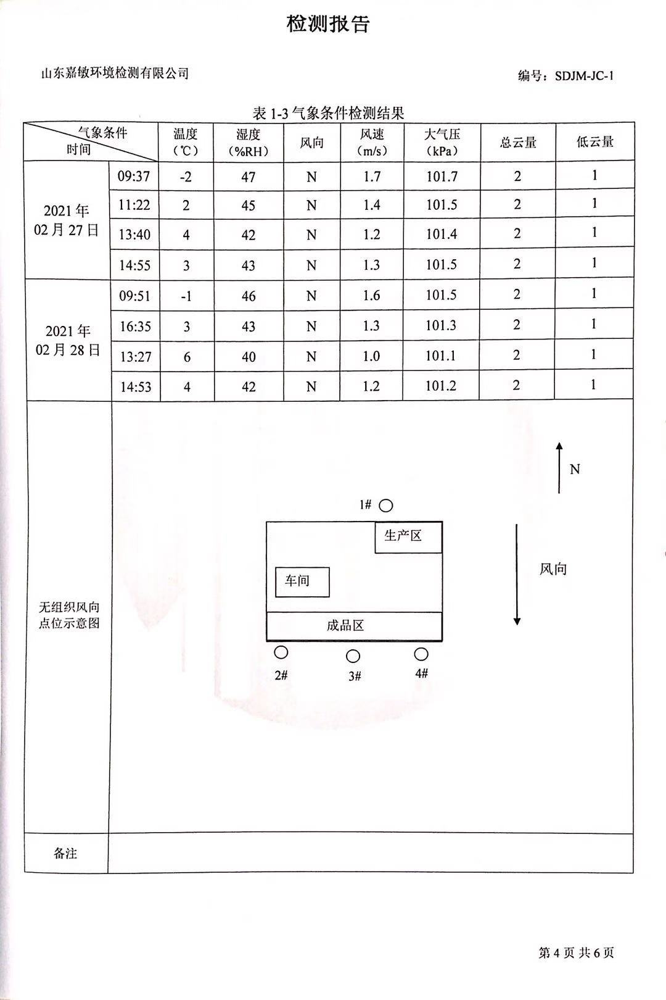 检测报告
山东嘉敏环境检测有限公司 编号：SDJM-JC-1
表 1-3 气象条件检测结果
气象条件 时间 温度（℃） 湿度（%RH） 风向 风速（m/s） 大气压（kPa） 总云量 低云量
2021 年 02 月 27 日
09:37 -2 47 N 1.7 101.7 2 1
11:22 2 45 N 1.4 101.5 2 1
13:40 4 42 N 1.2 101.4 2 1
14:55 3 43 N 1.3 101.5 2 1
2021 年 02 月 28 日
09:51 -1 46 N 1.6 101.5 2 1
16:35 3 43 N 1.3 101.3 2 1
13:27 6 40 N 1.0 101.1 2 1
14:53 4 42 N 1.2 101.2 2 1
无组织风向
点位示意图
N
1#
生产区
风向
车间
成品区
2# 3# 4#
备注
第 4 页 共 6 页